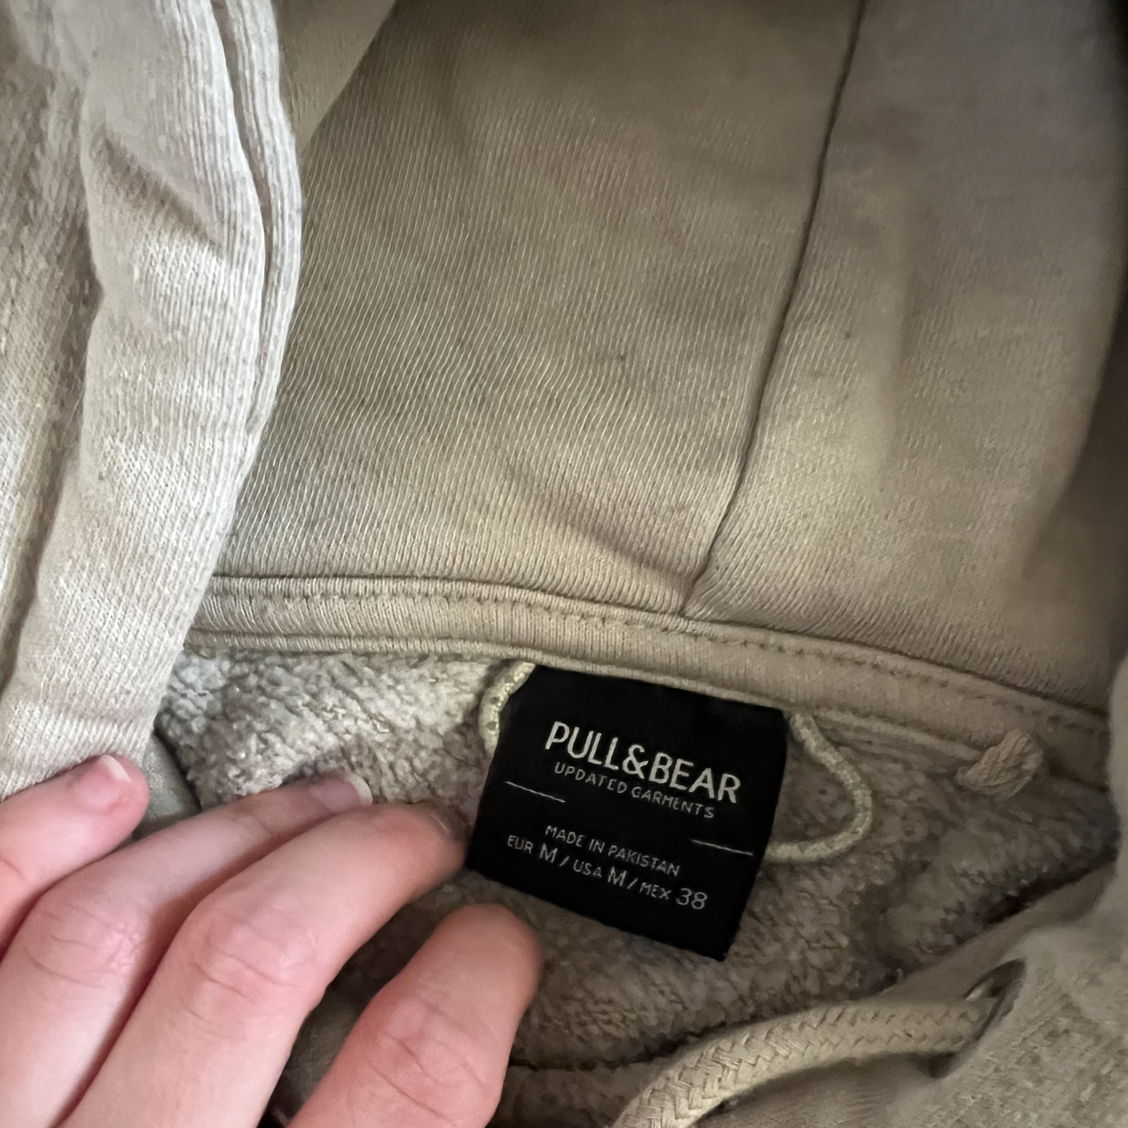 PULL&BEAR
UPDATED GARMENTS
MADE IN PAKISTAN
EUR M / USA M / MEX 38